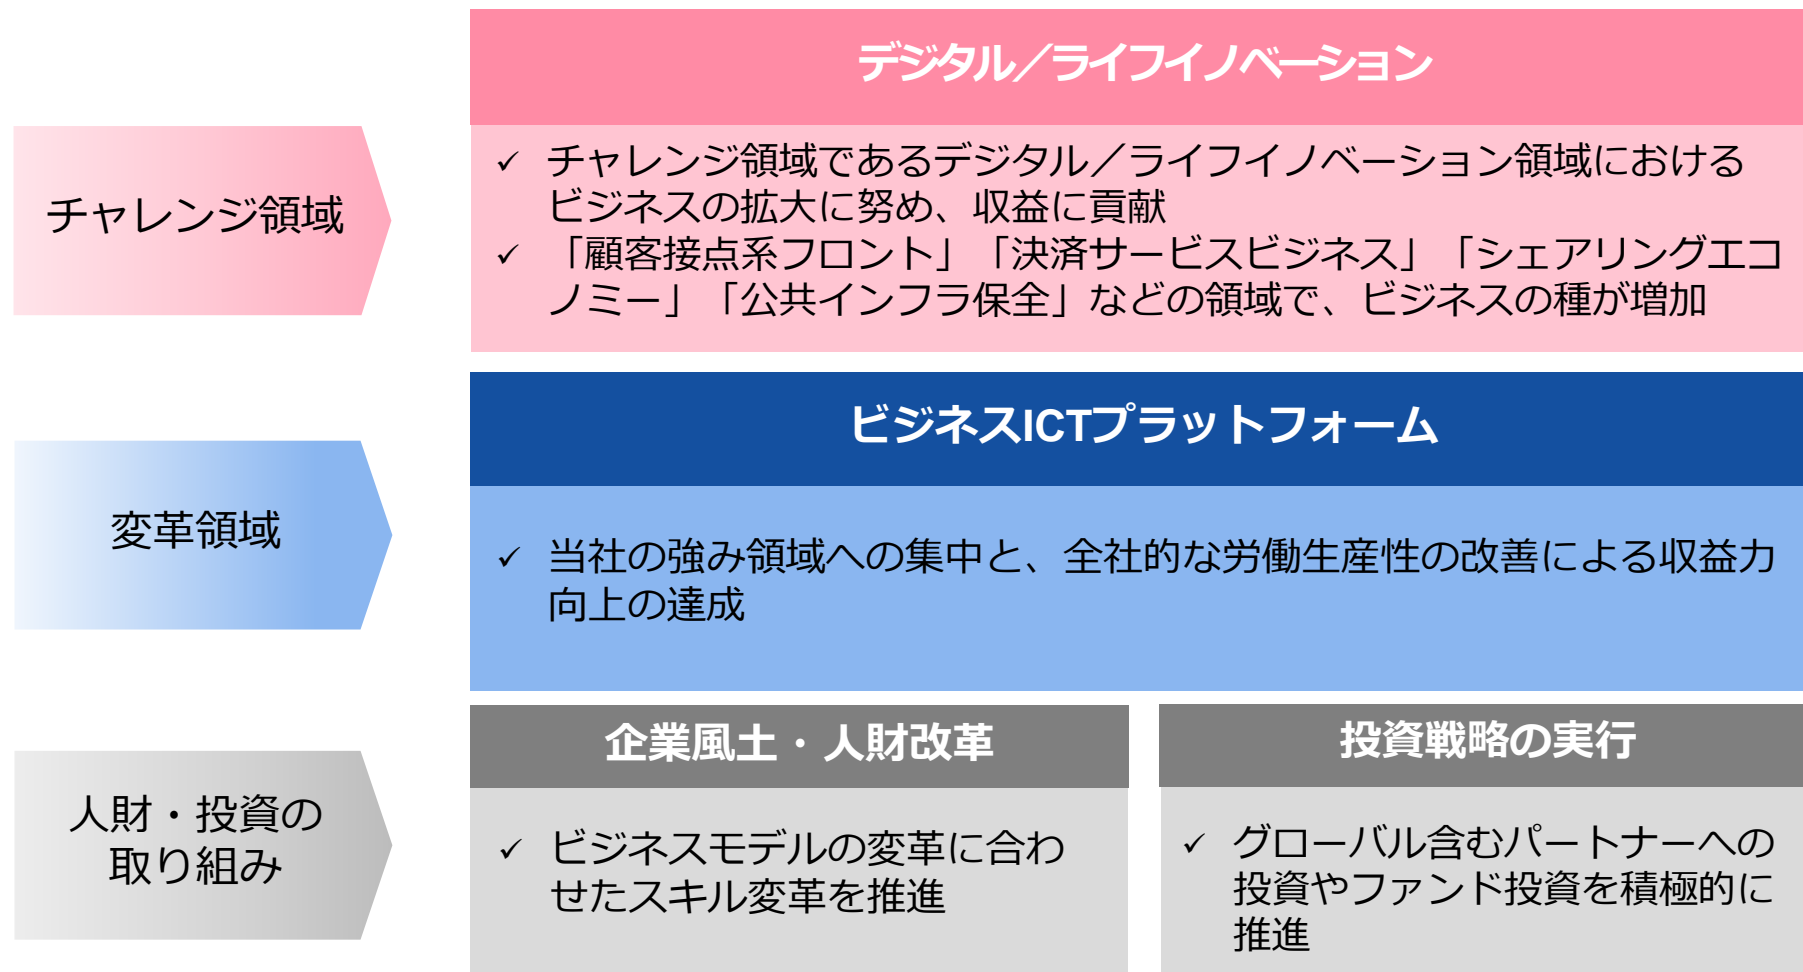 デジタル／ライフイノベーション
チャレンジ領域
✓ チャレンジ領域であるデジタル／ライフイノベーション領域における
ビジネスの拡大に努め、収益に貢献
✓ 「顧客接点系フロント」「決済サービスビジネス」「シェアリングエコ
ノミー」「公共インフラ保全」などの領域で、ビジネスの種が増加
ビジネスICTプラットフォーム
変革領域
✓ 当社の強み領域への集中と、全社的な労働生産性の改善による収益力
向上の達成
人財・投資の
取り組み
企業風土・人財改革
✓ ビジネスモデルの変革に合わ
せたスキル変革を推進
投資戦略の実行
✓ グローバル含むパートナーへの
投資やファンド投資を積極的に
推進